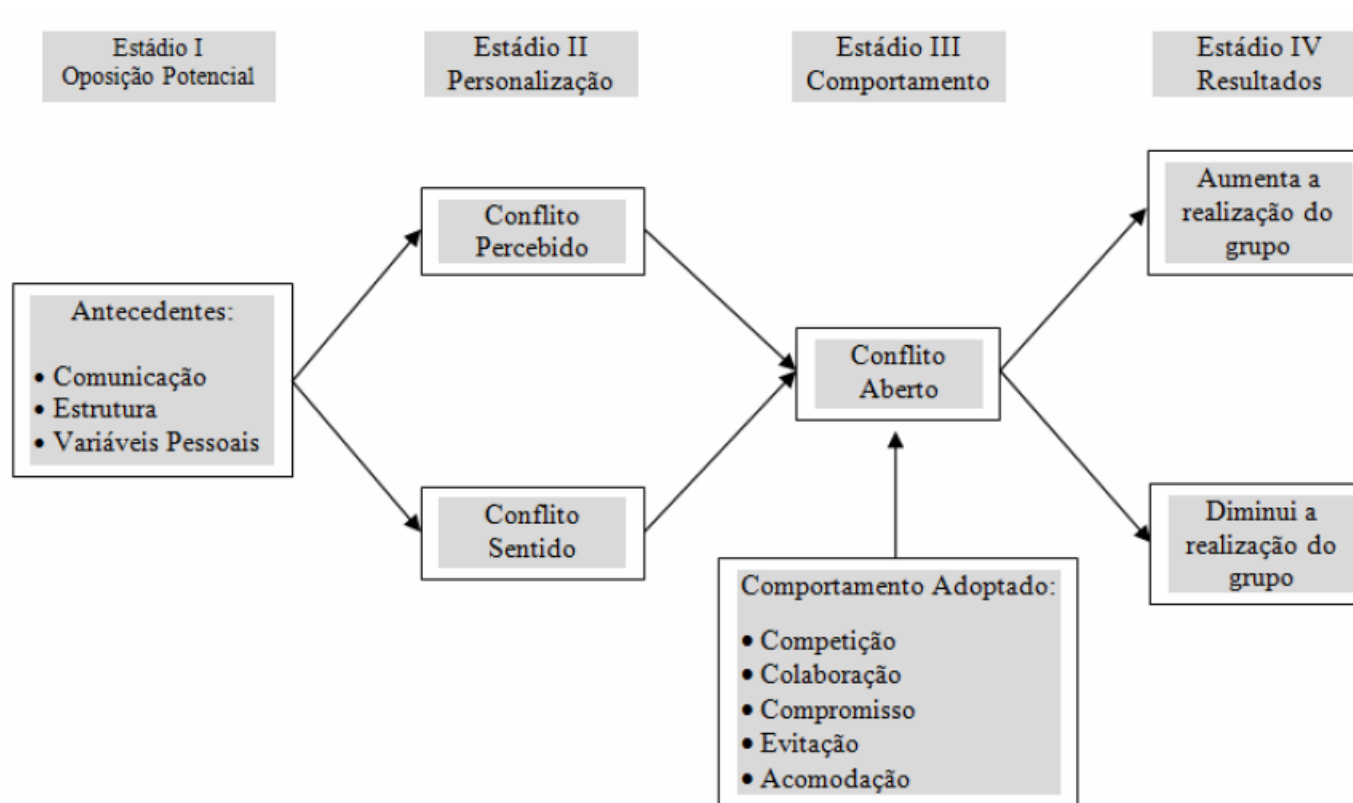 Estádio I
Oposição Potencial
Estádio II
Personalização
Estádio III
Comportamento
Estádio IV
Resultados
Antecedentes:
• Comunicação
• Estrutura
• Variáveis Pessoais
Conflito
Percebido
Conflito
Sentido
Conflito
Aberto
Comportamento Adoptado:
• Competição
• Colaboração
• Compromisso
• Evitação
• Acomodação
Aumenta a
realização do
grupo
Diminui a
realização do
grupo